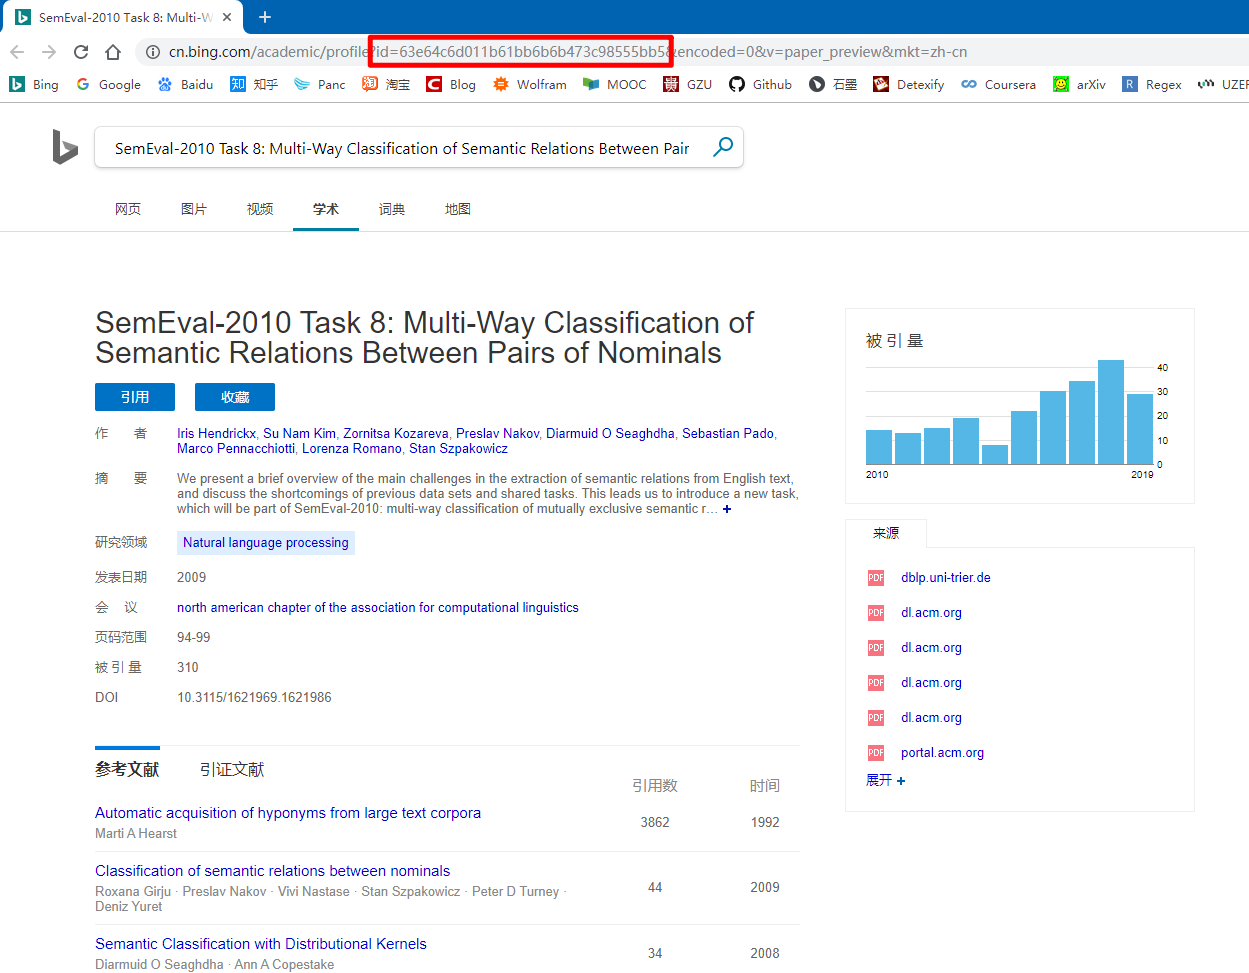 SemEval-2010 Task 8: Multi-W
cn.bing.com/academic/profile?id=63e64c6d011b61bb6b6b473c98555bb5&encoded=0&v=paper_preview&mkt=zh-cn
Bing Google Baidu 知乎 Panc 淘宝 Blog Wolfram MOOC GZU Github 石墨 Detexify Coursera arXiv Regex UZER
SemEval-2010 Task 8: Multi-Way Classification of Semantic Relations Between Pair
网页 图片 视频 学术 词典 地图
SemEval-2010 Task 8: Multi-Way Classification of
Semantic Relations Between Pairs of Nominals
引用 收藏
作 者 Iris Hendrickx, Su Nam Kim, Zornitsa Kozareva, Preslav Nakov, Diarmuid O Seaghdha, Sebastian Pado,
Marco Pennacchiotti, Lorenza Romano, Stan Szpakowicz
摘 要 We present a brief overview of the main challenges in the extraction of semantic relations from English text,
and discuss the shortcomings of previous data sets and shared tasks. This leads us to introduce a new task,
which will be part of SemEval-2010: multi-way classification of mutually exclusive semantic r… +
研究领域 Natural language processing
发表日期 2009
会 议 north american chapter of the association for computational linguistics
页码范围 94-99
被 引 量 310
DOI 10.3115/1621969.1621986
参考文献 引证文献
引用数 时间
Automatic acquisition of hyponyms from large text corpora
Marti A Hearst
3862 1992
Classification of semantic relations between nominals
Roxana Girju · Preslav Nakov · Vivi Nastase · Stan Szpakowicz · Peter D Turney ·
Deniz Yuret
44 2009
Semantic Classification with Distributional Kernels
Diarmuid O Seaghdha · Ann A Copestake
34 2008
被 引 量
40
30
20
10
0
2010 2019
来源
PDF dblp.uni-trier.de
PDF dl.acm.org
PDF dl.acm.org
PDF dl.acm.org
PDF dl.acm.org
PDF portal.acm.org
展开 +